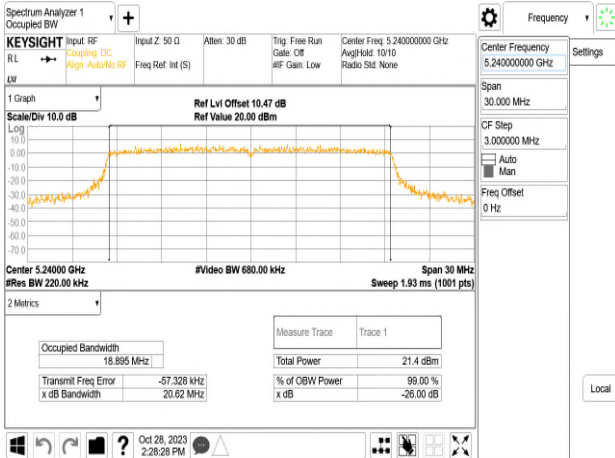 Spectrum Analyzer 1
Occupied BW
+
Frequency
KEYSIGHT
Input: RF
Input Z: 50 Ω
Atten: 30 dB
Trig: Free Run
Center Freq: 5.240000000 GHz
RL
Coupling: DC
Gate: Off
Avg|Hold: 10/10
Align: Auto/No RF
Freq Ref: Int (S)
#IF Gain: Low
Radio Std: None
1 Graph
Ref Lvl Offset 10.47 dB
Scale/Div 10.0 dB
Ref Value 20.00 dBm
Log
10.0
0.00
-10.0
-20.0
-30.0
-40.0
-50.0
-60.0
-70.0
Center 5.24000 GHz
#Video BW 680.00 kHz
Span 30 MHz
#Res BW 220.00 kHz
Sweep 1.93 ms (1001 pts)
2 Metrics
Measure Trace
Trace 1
Occupied Bandwidth
18.895 MHz
Total Power
21.4 dBm
Transmit Freq Error
-57.328 kHz
% of OBW Power
99.00 %
x dB Bandwidth
20.62 MHz
x dB
-26.00 dB
Center Frequency
5.240000000 GHz
Settings
Span
30.000 MHz
CF Step
3.000000 MHz
Auto
Man
Freq Offset
0 Hz
Local
?
Oct 28, 2023
2:28:28 PM